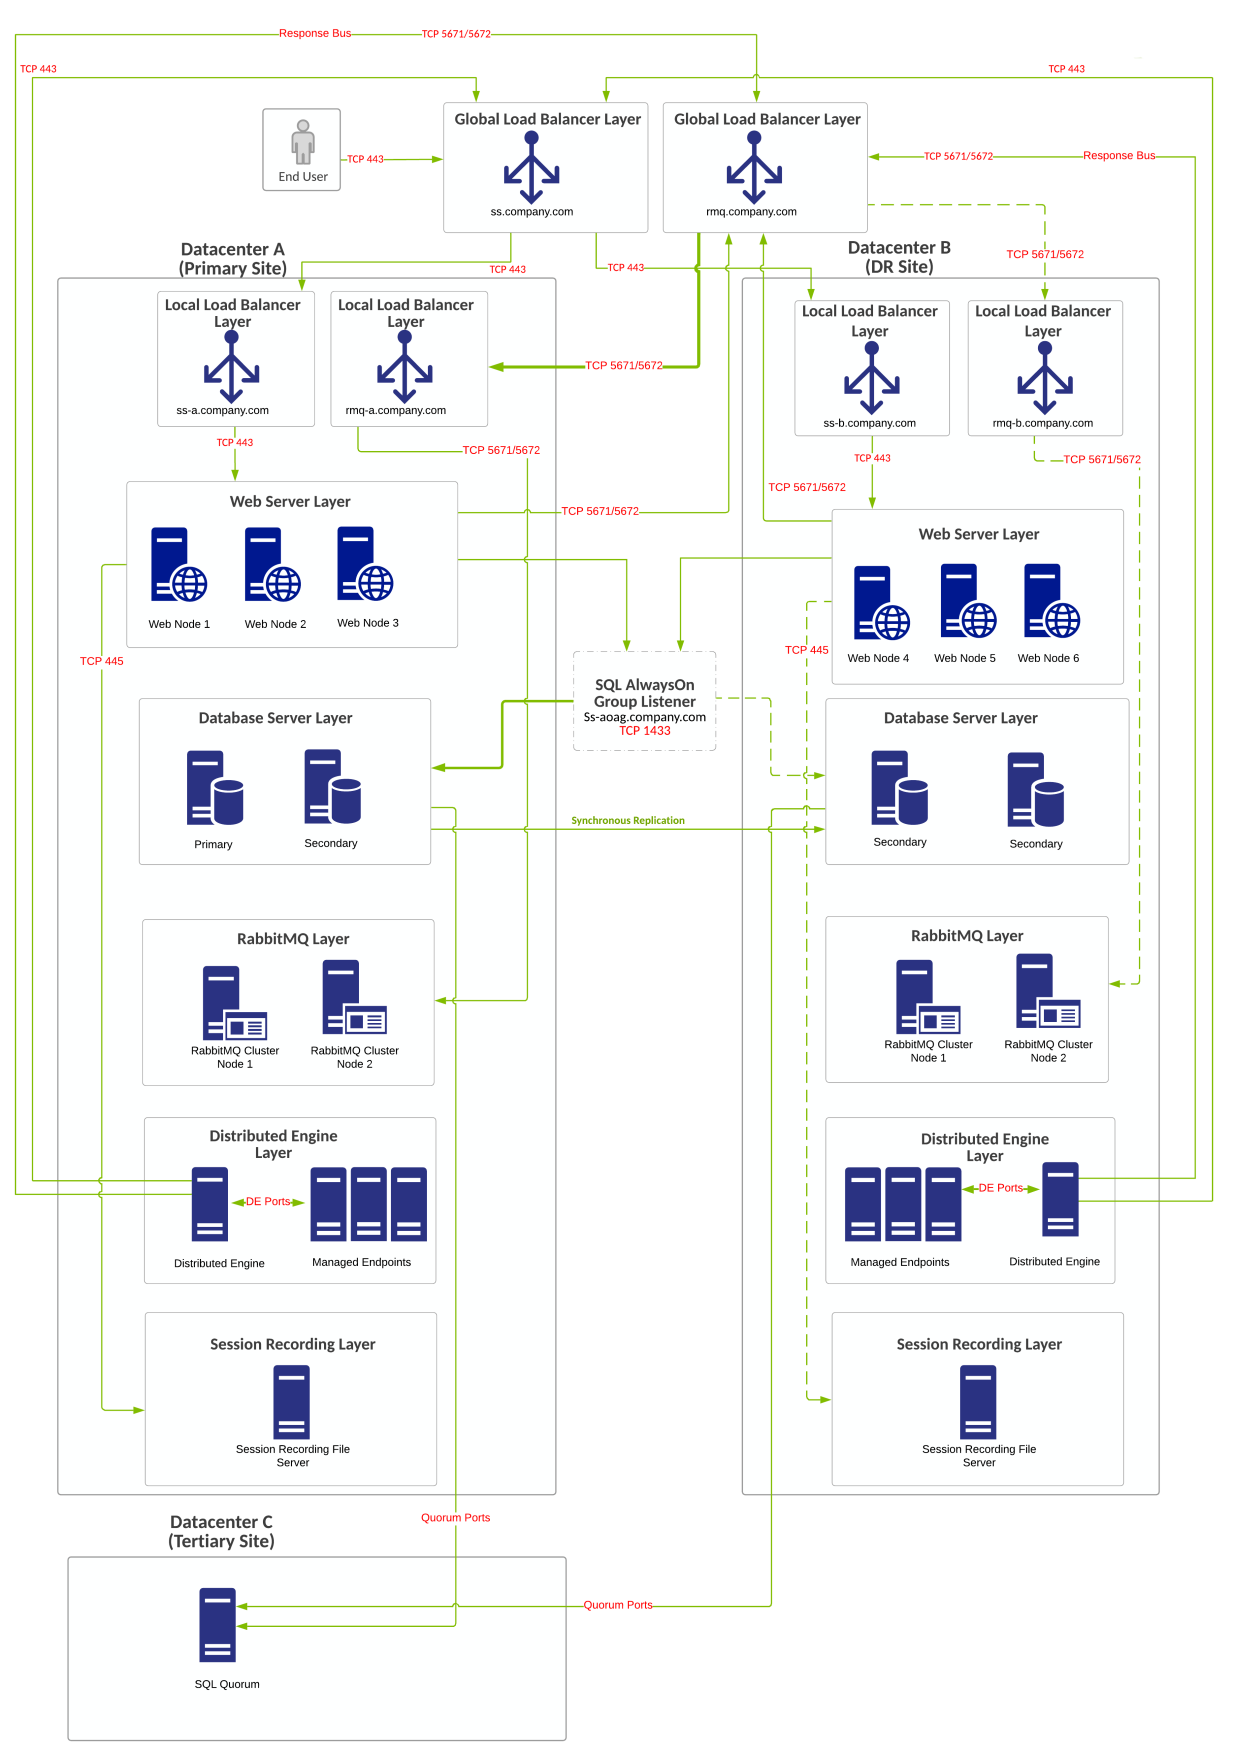 Response Bus
TCP 5671/5672
TCP 443
TCP 443
Global Load Balancer Layer
ss.company.com
Global Load Balancer Layer
rmq.company.com
End User
TCP 443
TCP 5671/5672
Response Bus
Datacenter A
(Primary Site)
TCP 443
TCP 443
Datacenter B
(DR Site)
TCP 5671/5672
Local Load Balancer
Layer
ss-a.company.com
Local Load Balancer
Layer
rmq-a.company.com
TCP 5671/5672
Local Load Balancer
Layer
ss-b.company.com
Local Load Balancer
Layer
rmq-b.company.com
TCP 443
TCP 5671/5672
TCP 443
TCP 5671/5672
TCP 5671/5672
TCP 5671/5672
Web Server Layer
Web Node 1
Web Node 2
Web Node 3
Web Server Layer
Web Node 4
Web Node 5
Web Node 6
TCP 445
TCP 445
SQL AlwaysOn
Group Listener
Ss-aoag.company.com
TCP 1433
Database Server Layer
Primary
Secondary
Database Server Layer
Secondary
Secondary
Synchronous Replication
RabbitMQ Layer
RabbitMQ Cluster
Node 1
RabbitMQ Cluster
Node 2
RabbitMQ Layer
RabbitMQ Cluster
Node 1
RabbitMQ Cluster
Node 2
Distributed Engine
Layer
DE Ports
Distributed Engine
Managed Endpoints
Distributed Engine
Layer
DE Ports
Managed Endpoints
Distributed Engine
Session Recording Layer
Session Recording File
Server
Session Recording Layer
Session Recording File
Server
Datacenter C
(Tertiary Site)
Quorum Ports
Quorum Ports
SQL Quorum